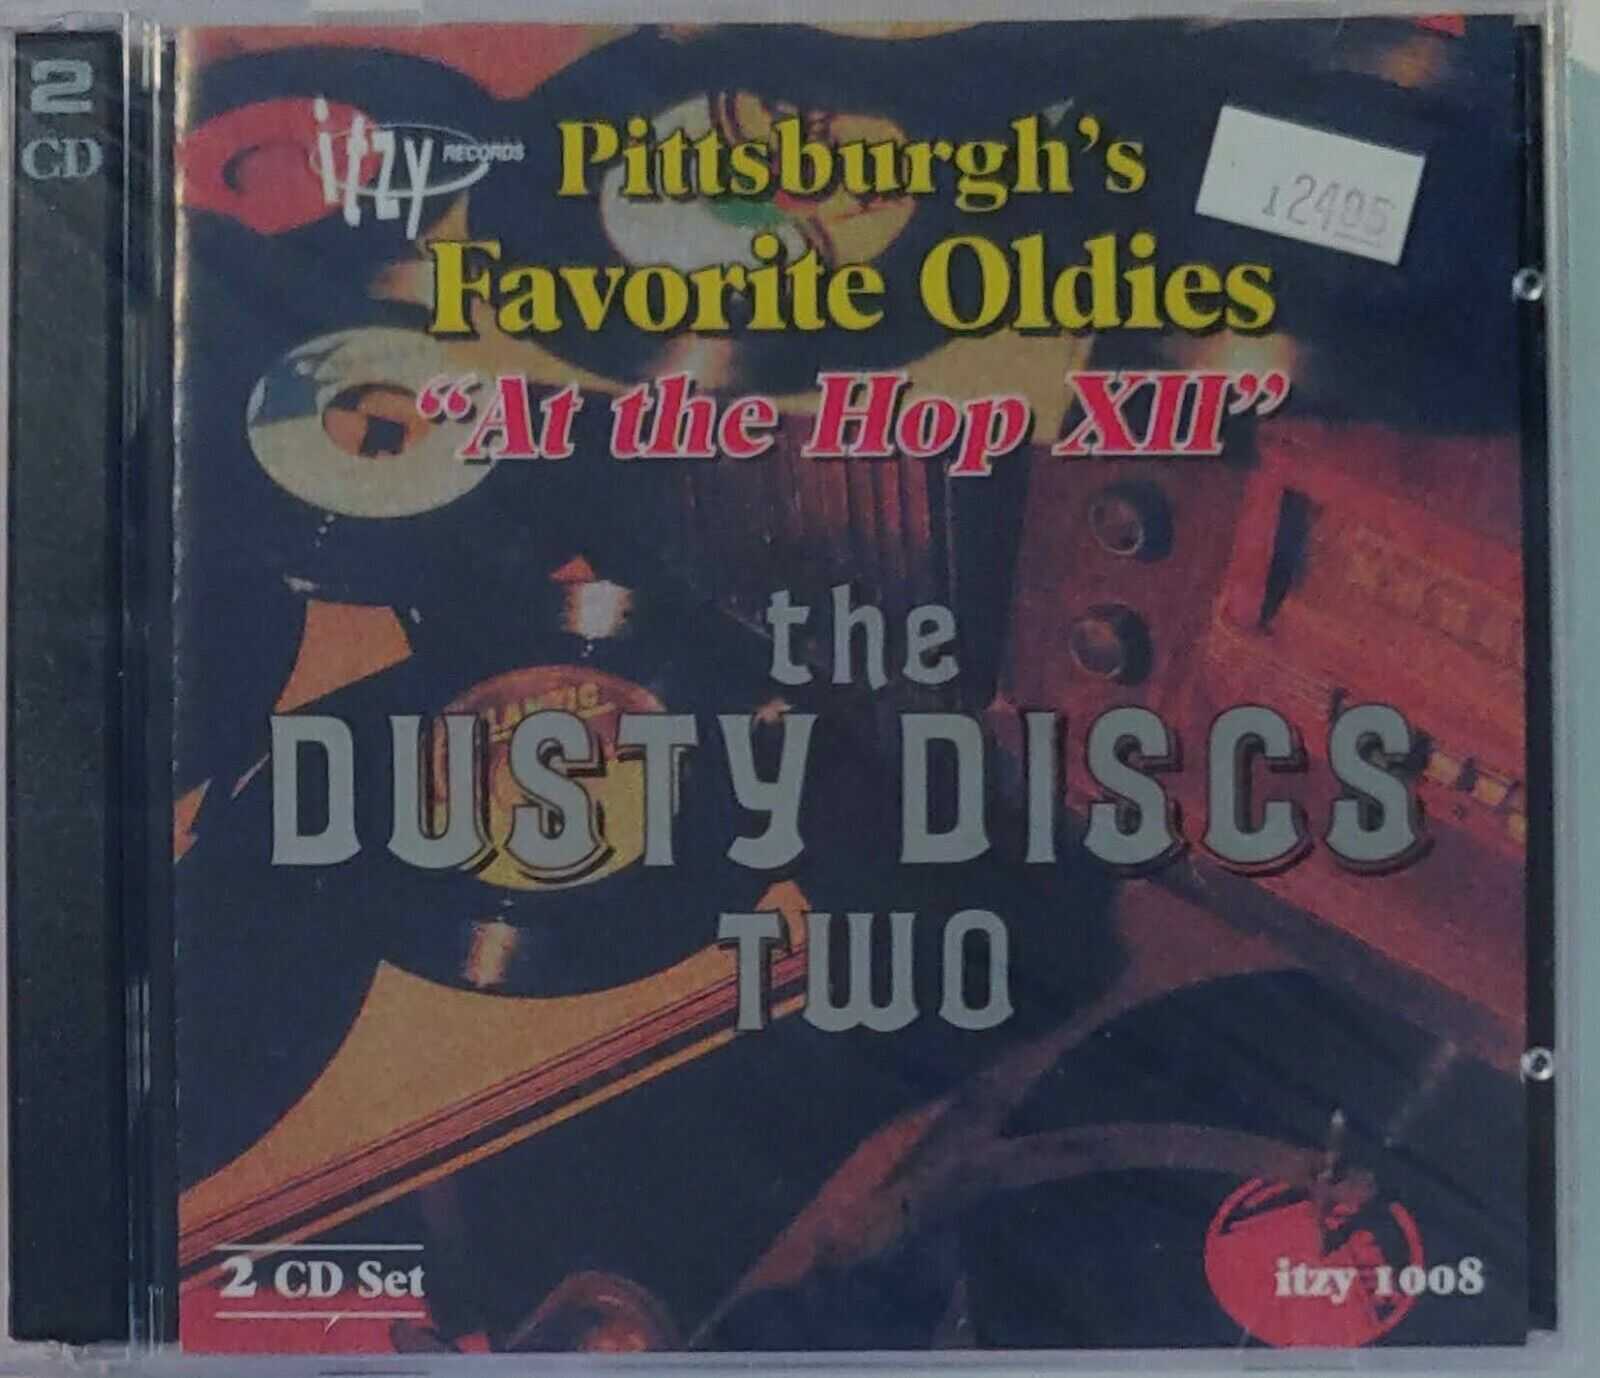 2
CD
itzy RECORDS
Pittsburgh's
Favorite Oldies
12405
"At the Hop XII"
the
DUSTY DISCS
TWO
2 CD Set
itzy 1008